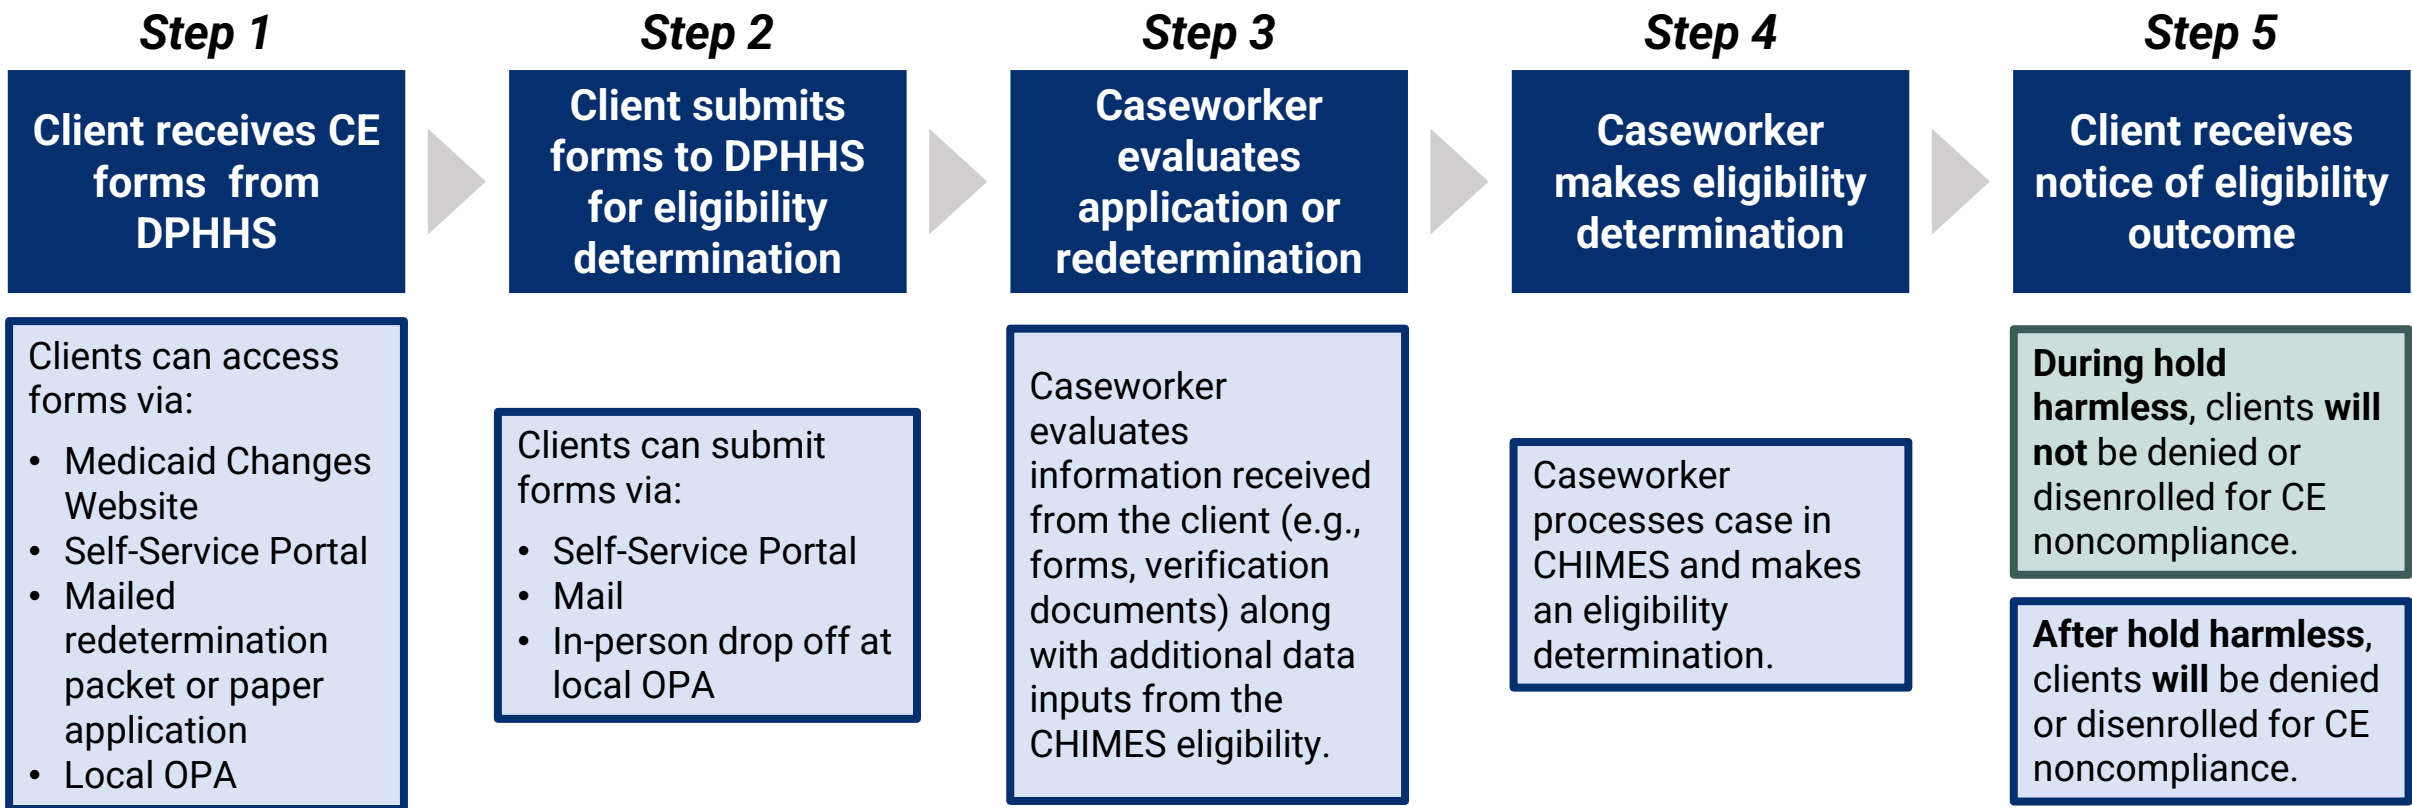 Step 1
Client receives CE
forms from
DPHHS
Clients can access
forms via:
• Medicaid Changes
Website
• Self-Service Portal
• Mailed
redetermination
packet or paper
application
• Local OPA
Step 2
Client submits
forms to DPHHS
for eligibility
determination
Clients can submit
forms via:
• Self-Service Portal
• Mail
• In-person drop off at
local OPA
Step 3
Caseworker
evaluates
application or
redetermination
Caseworker
evaluates
information received
from the client (e.g.,
forms, verification
documents) along
with additional data
inputs from the
CHIMES eligibility.
Step 4
Caseworker
makes eligibility
determination
Caseworker
processes case in
CHIMES and makes
an eligibility
determination.
Step 5
Client receives
notice of eligibility
outcome
During hold
harmless, clients will
not be denied or
disenrolled for CE
noncompliance.
After hold harmless,
clients will be denied
or disenrolled for CE
noncompliance.